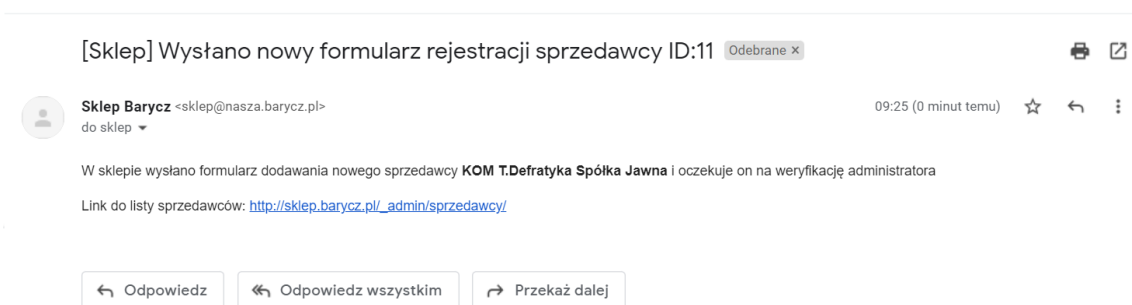 [Sklep] Wysłano nowy formularz rejestracji sprzedawcy ID:11 Odebrane ×
Sklep Barycz <sklep@nasza.barycz.pl> 09:25 (0 minut temu)
do sklep
W sklepie wysłano formularz dodawania nowego sprzedawcy KOM T.Defratyka Spółka Jawna i oczekuje on na weryfikację administratora
Link do listy sprzedawców: http://sklep.barycz.pl/_admin/sprzedawcy/
Odpowiedz Odpowiedz wszystkim Przekaż dalej